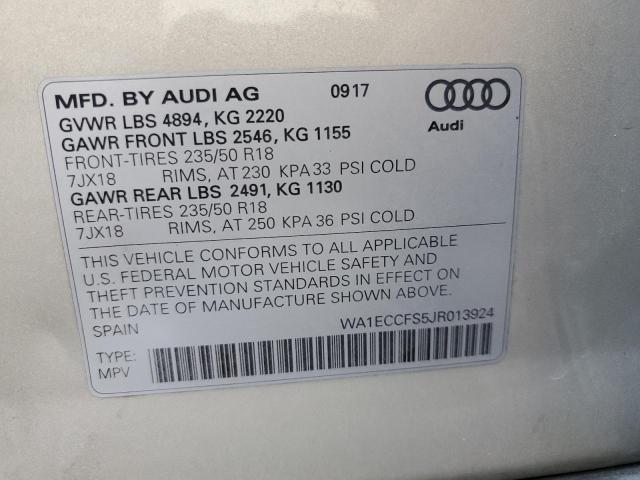 MFD. BY AUDI AG 0917
Audi
GVWR LBS 4894, KG 2220
GAWR FRONT LBS 2546, KG 1155
FRONT-TIRES 235/50 R18
7JX18 RIMS, AT 230 KPA 33 PSI COLD
GAWR REAR LBS 2491, KG 1130
REAR-TIRES 235/50 R18
7JX18 RIMS, AT 250 KPA 36 PSI COLD
THIS VEHICLE CONFORMS TO ALL APPLICABLE
U.S. FEDERAL MOTOR VEHICLE SAFETY AND
THEFT PREVENTION STANDARDS IN EFFECT ON
THE DATE OF MANUFACTURE SHOWN ABOVE.
SPAIN WA1ECCFS5JR013924
TYPE:
MPV